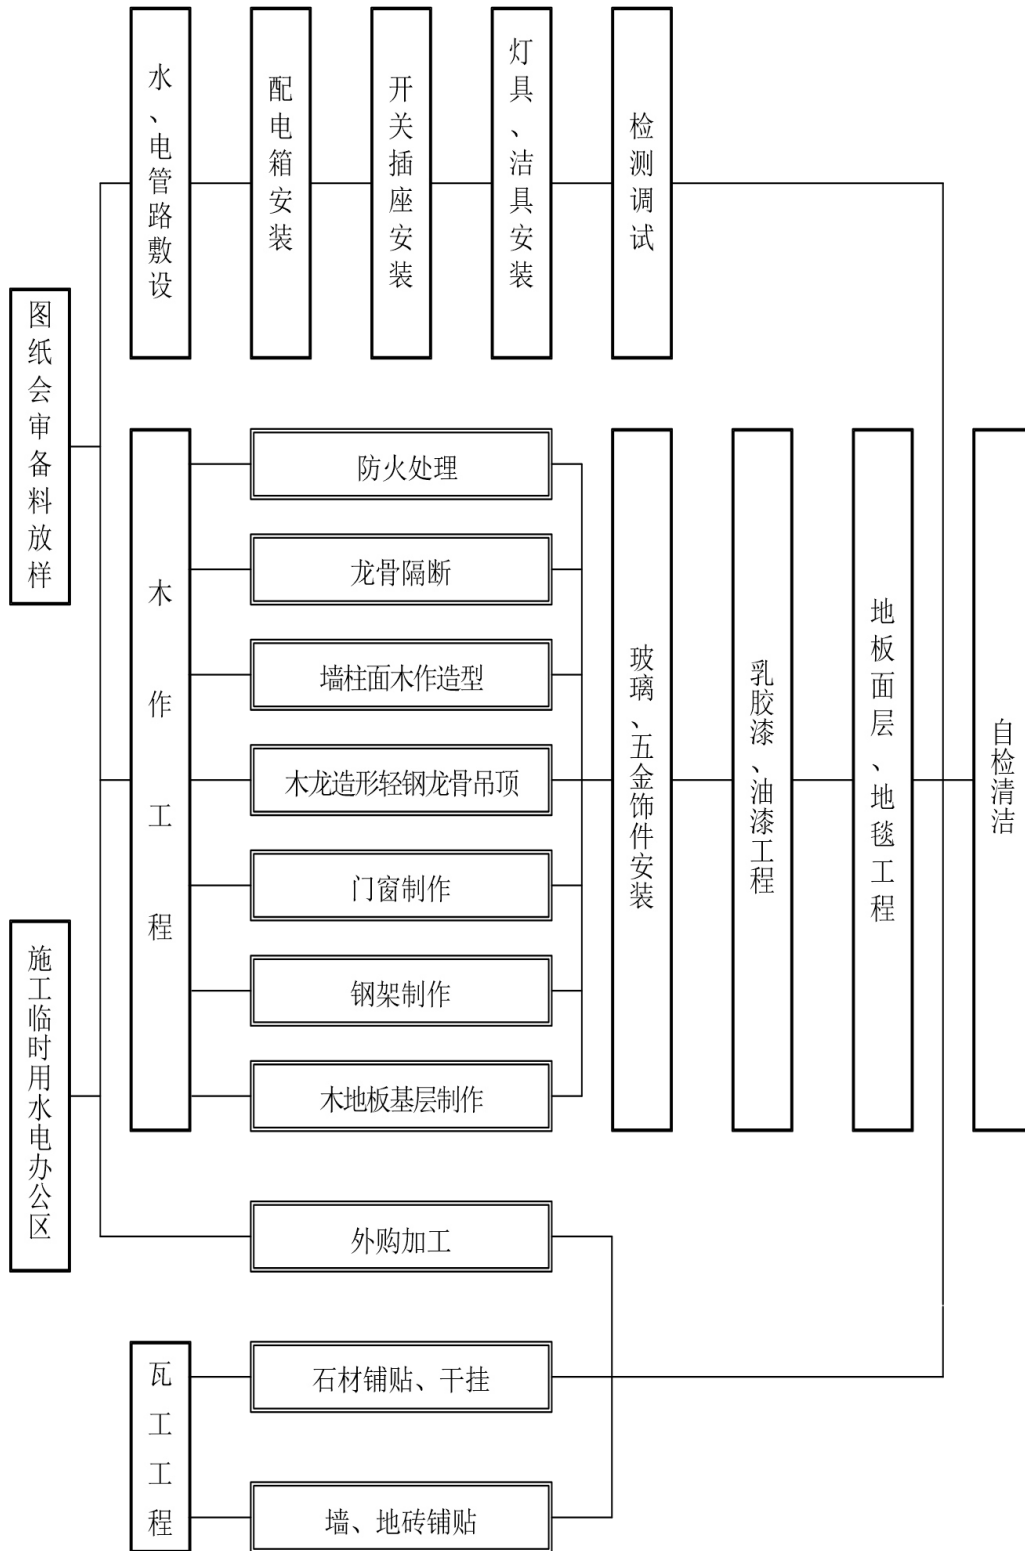 水、电管路敷设
配电箱安装
开关插座安装
灯具、洁具安装
检测调试
图纸会审备料放样
木作工程
防火处理
龙骨隔断
墙柱面木作造型
木龙造形轻钢龙骨吊顶
门窗制作
钢架制作
木地板基层制作
玻璃、五金饰件安装
乳胶漆、油漆工程
地板面层、地毯工程
自检清洁
施工临时用水电办公区
外购加工
瓦工工程
石材铺贴、干挂
墙、地砖铺贴